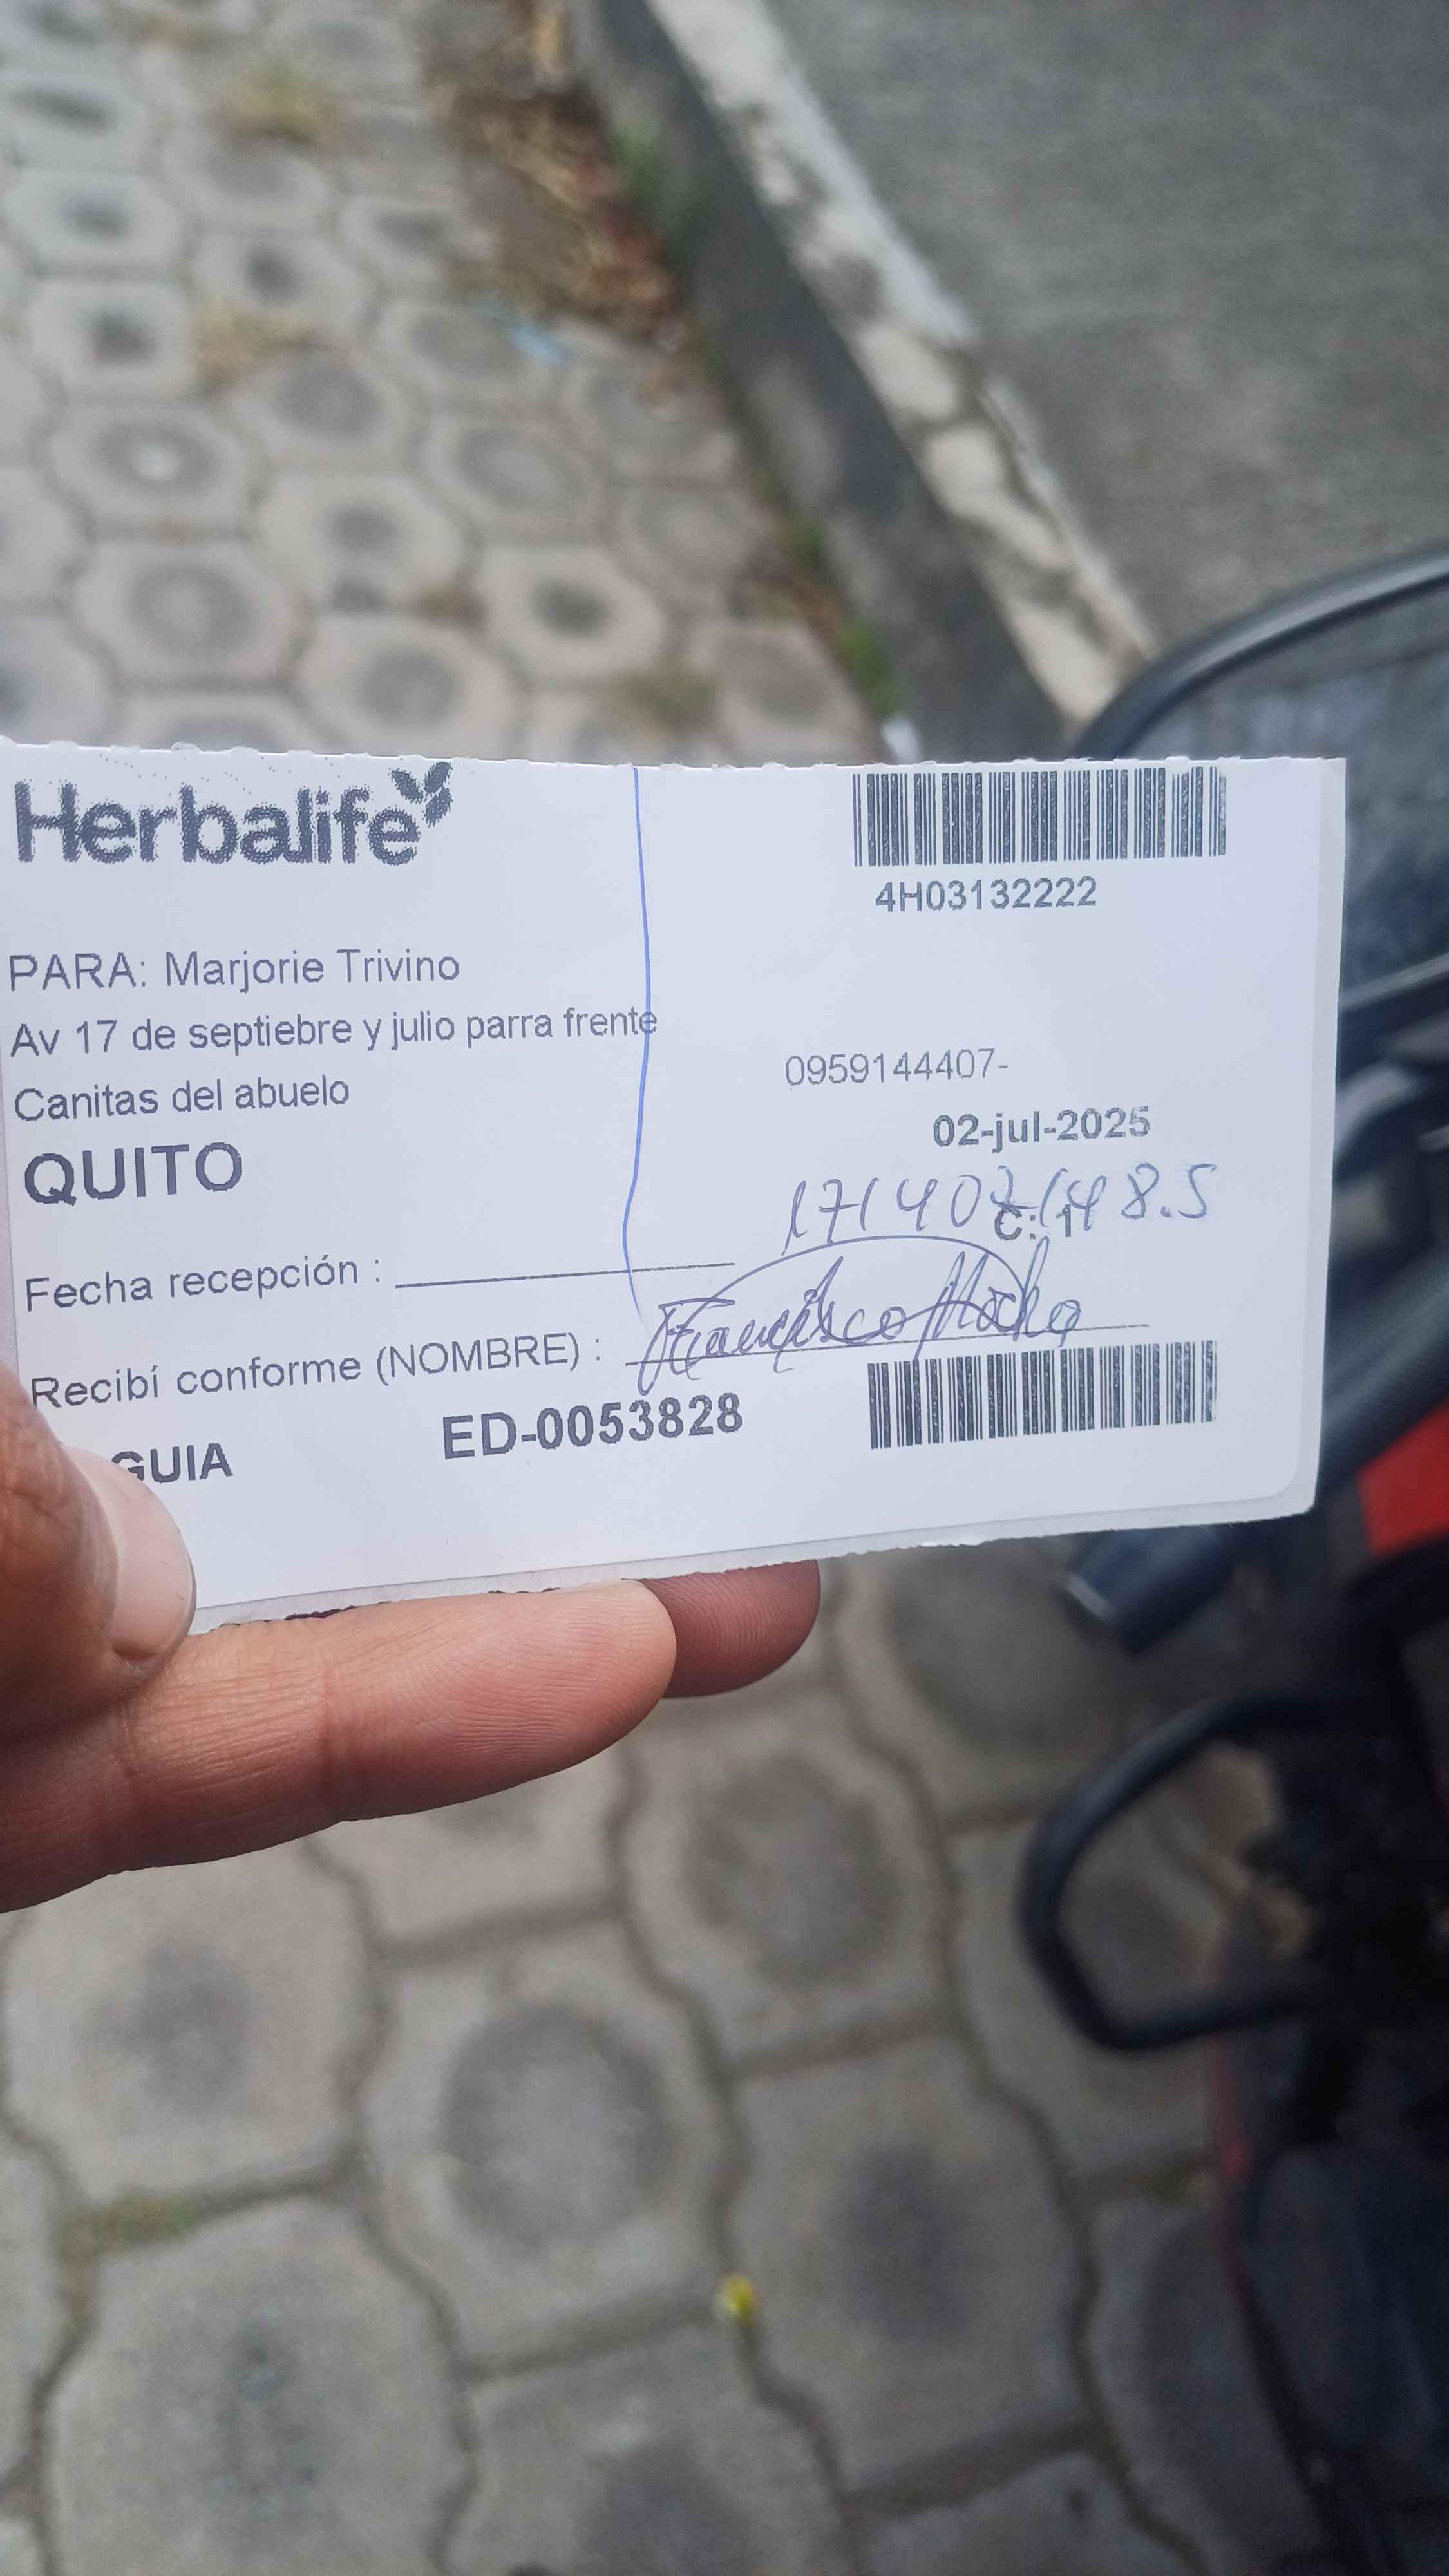 Herbalife
4H03132222
PARA: Marjorie Trivino
Av 17 de septiebre y julio parra frente
Canitas del abuelo
0959144407-
QUITO
02-jul-2025
C: 1
Fecha recepción :
Recibí conforme (NOMBRE) : Francisco
GUIA
ED-0053828